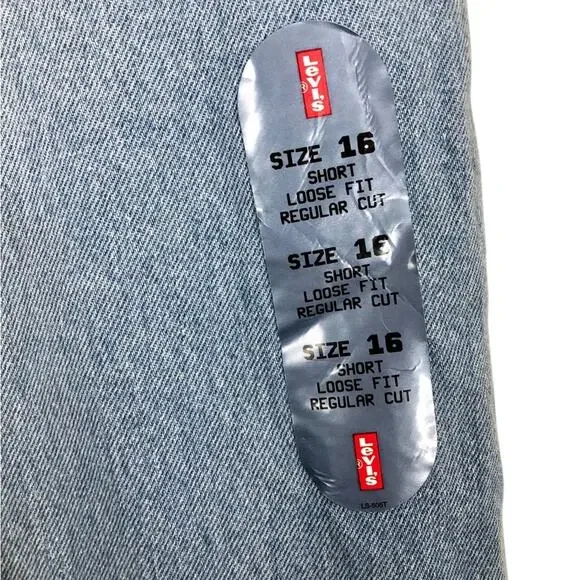 Levi's
®
SIZE 16
SHORT
LOOSE FIT
REGULAR CUT
SIZE 16
SHORT
LOOSE FIT
REGULAR CUT
SIZE 16
SHORT
LOOSE FIT
REGULAR CUT
Levi's
®